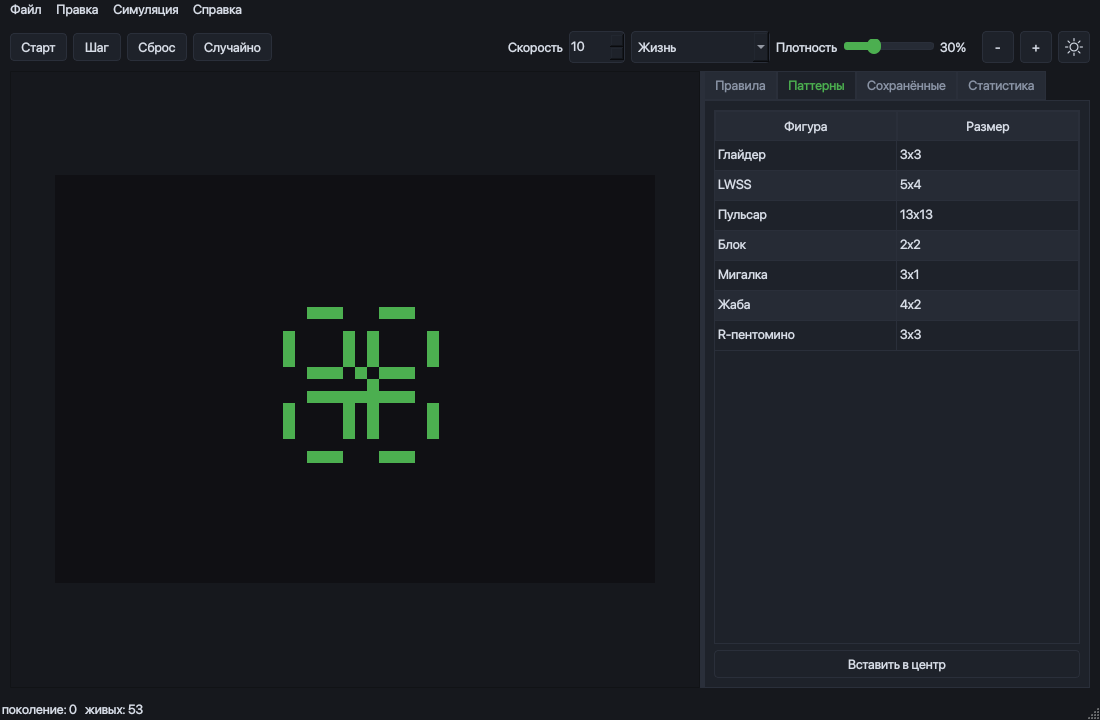 Файл Правка Симуляция Справка
Старт Шаг Сброс Случайно Скорость 10 Жизнь Плотность 30% - +
Правила Паттерны Сохранённые Статистика
Фигура Размер
Глайдер 3x3
LWSS 5x4
Пульсар 13x13
Блок 2x2
Мигалка 3x1
Жаба 4x2
R-пентомино 3x3
Вставить в центр
поколение: 0 живых: 53